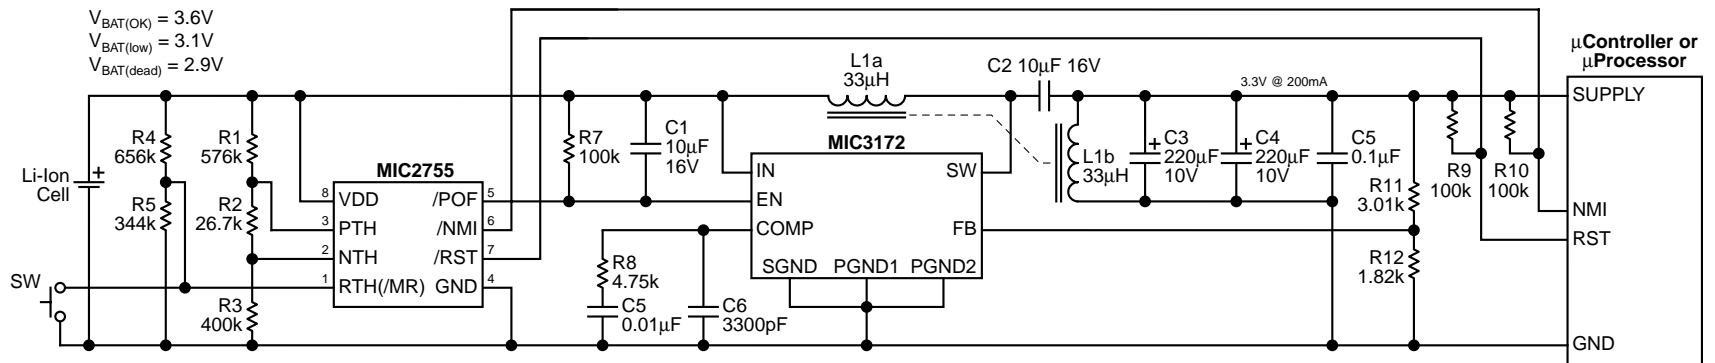 V_BAT(OK) = 3.6V
V_BAT(low) = 3.1V
V_BAT(dead) = 2.9V
L1a
33µH
C2 10µF 16V
3.3V @ 200mA
µController or
µProcessor
SUPPLY
R4
656k
R1
576k
R7
100k
C1
10µF
16V
MIC3172
MIC2755
IN
SW
L1b
33µH
+
C3
220µF
10V
+
C4
220µF
10V
C5
0.1µF
R9
100k
R10
100k
Li-Ion
Cell
+
R5
344k
R2
26.7k
8
VDD
/POF
5
EN
R11
3.01k
NMI
3
PTH
/NMI
6
COMP
FB
RST
2
NTH
/RST
7
R8
4.75k
SGND
PGND1
PGND2
R12
1.82k
SW
1
RTH(/MR)
GND
4
R3
400k
C5
0.01µF
C6
3300pF
GND